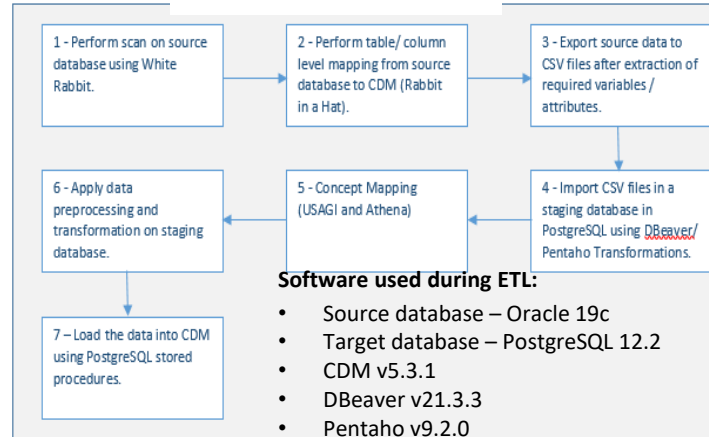 1 - Perform scan on source
database using White
Rabbit.
2 - Perform table/ column
level mapping from source
database to CDM (Rabbit
in a Hat).
3 - Export source data to
CSV files after extraction of
required variables /
attributes.
4 - Import CSV files in a
staging database in
PostgreSQL using DBeaver/
Pentaho Transformations.
5 - Concept Mapping
(USAGI and Athena)
6 - Apply data
preprocessing and
transformation on staging
database.
7 – Load the data into CDM
using PostgreSQL stored
procedures.
Software used during ETL:
• Source database – Oracle 19c
• Target database – PostgreSQL 12.2
• CDM v5.3.1
• DBeaver v21.3.3
• Pentaho v9.2.0